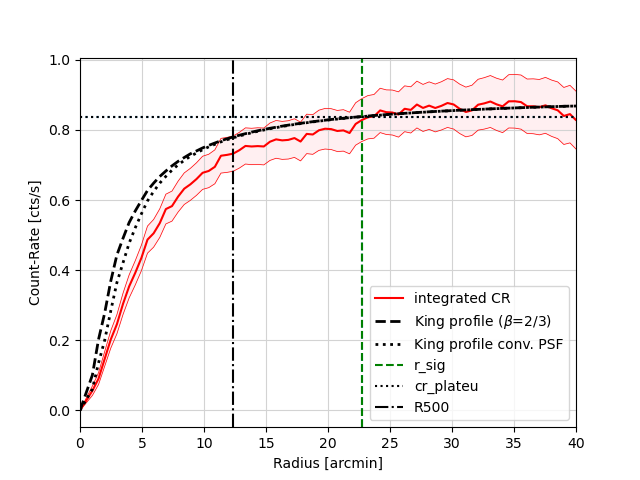 1.0
0.8
0.6
0.4
0.2
0.0
Count-Rate [cts/s]
integrated CR
King profile (β=2/3)
King profile conv. PSF
r_sig
cr_plateu
R500
0 5 10 15 20 25 30 35 40
Radius [arcmin]